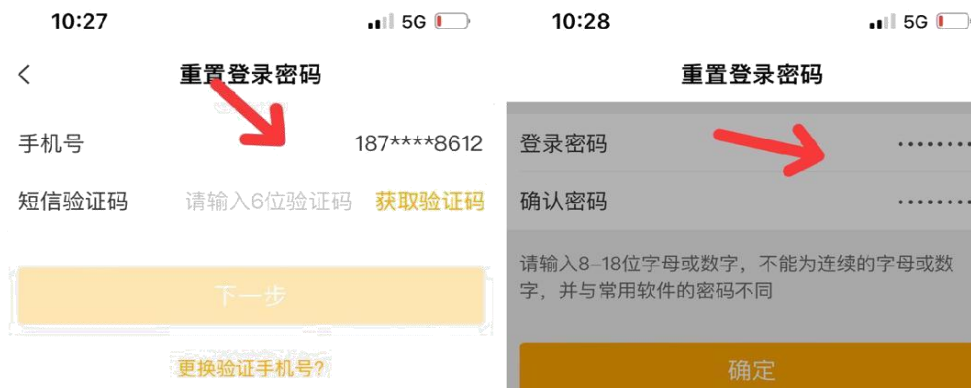 10:27
5G
重置登录密码
手机号
187****8612
短信验证码
请输入6位验证码
获取验证码
下一步
更换验证手机号?
10:28
5G
重置登录密码
登录密码
········
确认密码
········
请输入8-18位字母或数字，不能为连续的字母或数
字，并与常用软件的密码不同
确定